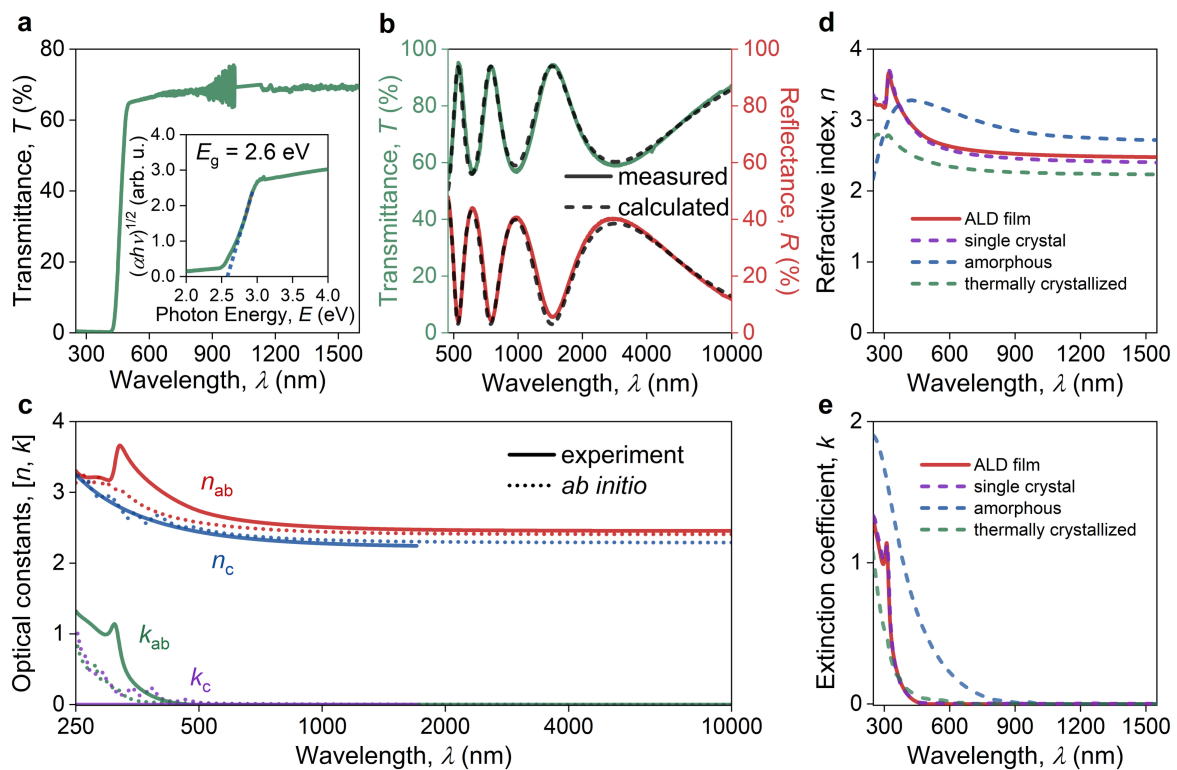 a
Transmittance, T (%)
80
60
40
20
0
300 600 900 1200 1500
Wavelength, λ (nm)
Eg = 2.6 eV
(αhν)1/2 (arb. u.)
4.0
3.0
2.0
1.0
0.0
2.0 2.5 3.0 3.5 4.0
Photon Energy, E (eV)
b
Transmittance, T (%)
100
80
60
40
20
0
measured
calculated
100
80
60
40
20
0
Reflectance, R (%)
500 1000 2000 4000 10000
Wavelength, λ (nm)
c
Optical constants, [n, k]
4
3
2
1
0
experiment
ab initio
nab
nc
kab
kc
250 500 1000 2000 4000 10000
Wavelength, λ (nm)
d
Refractive index, n
4
3
2
1
0
ALD film
single crystal
amorphous
thermally crystallized
300 600 900 1200 1500
Wavelength, λ (nm)
e
Extinction coefficient, k
2
1
0
ALD film
single crystal
amorphous
thermally crystallized
300 600 900 1200 1500
Wavelength, λ (nm)